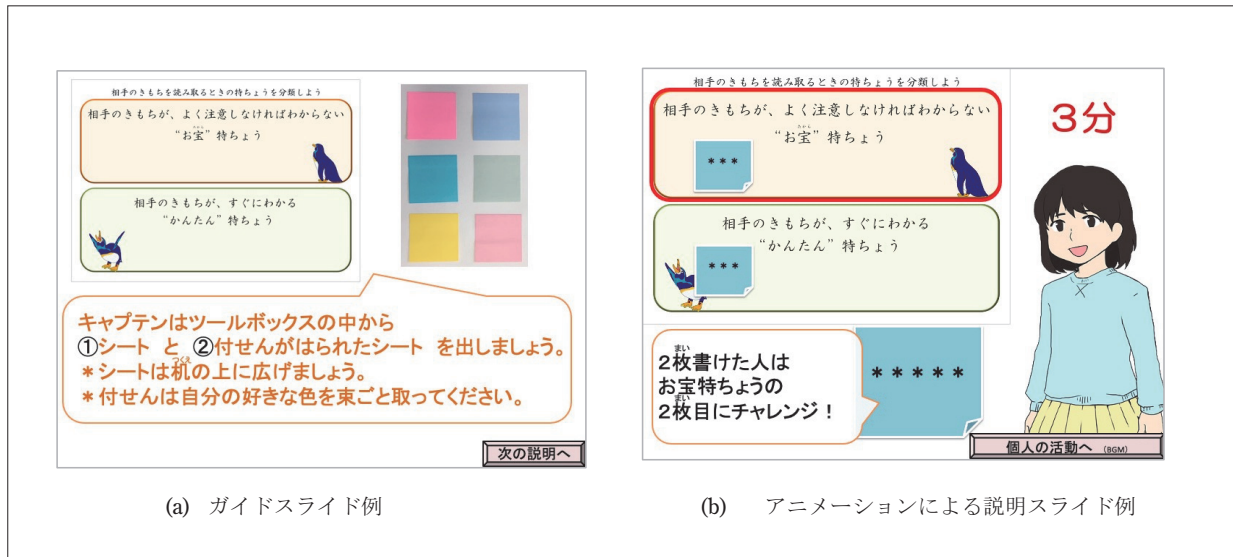 相手のきもちを読み取るときの特ちょうを分類しよう
相手のきもちが、よく注意しなければわからない
“お宝”特ちょう
たから
相手のきもちが、すぐにわかる
“かんたん”特ちょう
キャプテンはツールボックスの中から
①シート と ②付せんがはられたシート を出しましょう。
つくえ
*シートは机の上に広げましょう。
*付せんは自分の好きな色を束ごと取ってください。
次の説明へ
(a) ガイドスライド例
相手のきもちを読み取るときの特ちょうを分類しよう
相手のきもちが、よく注意しなければわからない
たから
“お宝”特ちょう
***
相手のきもちが、すぐにわかる
“かんたん”特ちょう
***
3分
まい
2枚書けた人は
お宝特ちょうの
まい
2枚目にチャレンジ！
*****
個人の活動へ (BGM)
(b) アニメーションによる説明スライド例